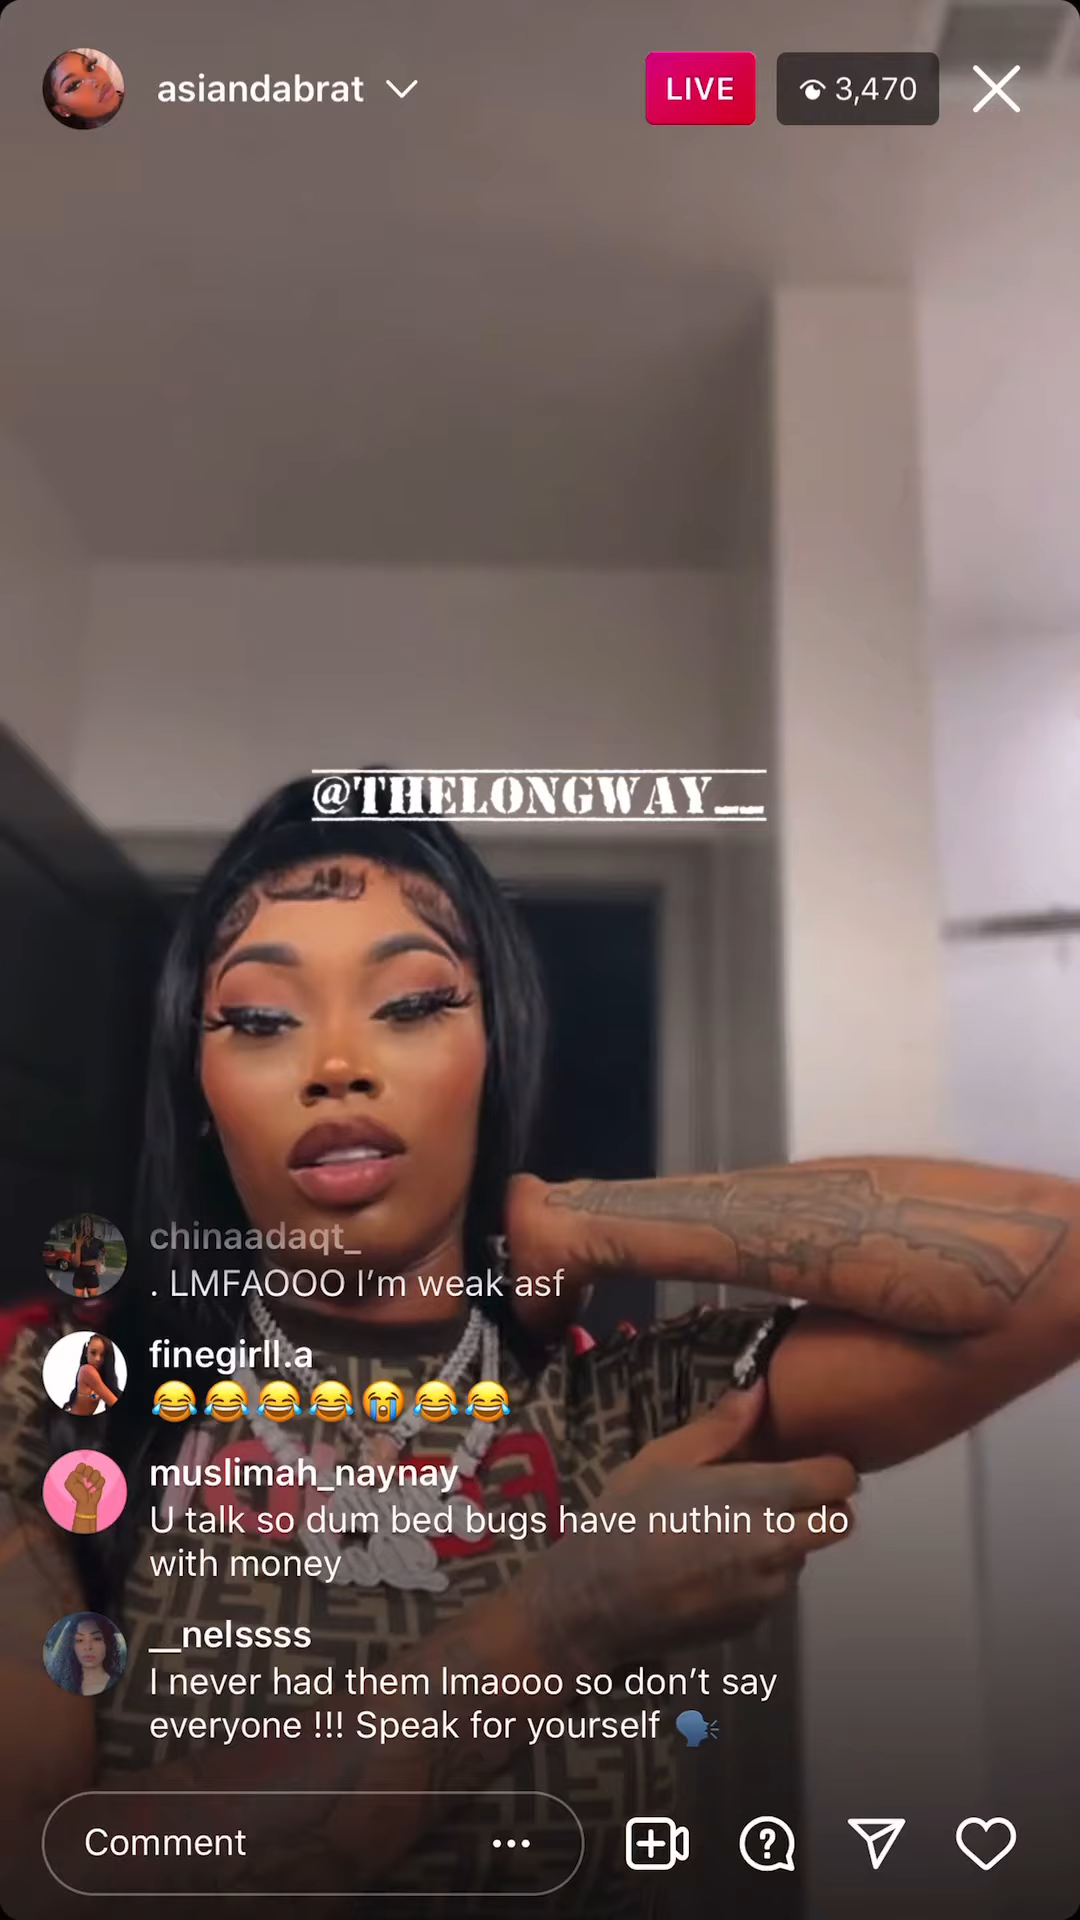 asiandabrat
LIVE
3,470
@THELONGWAY__
chinaadaqt_
. LMFAOOO I’m weak asf
finegirll.a
😂😂😂😂😭😂😂
muslimah_naynay
U talk so dum bed bugs have nuthin to do
with money
__nelssss
I never had them lmaooo so don’t say
everyone !!! Speak for yourself 🗣️
Comment